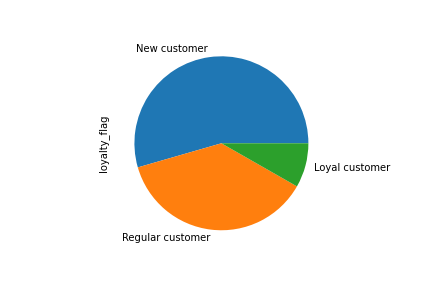 New customer
loyalty_flag
Loyal customer
Regular customer